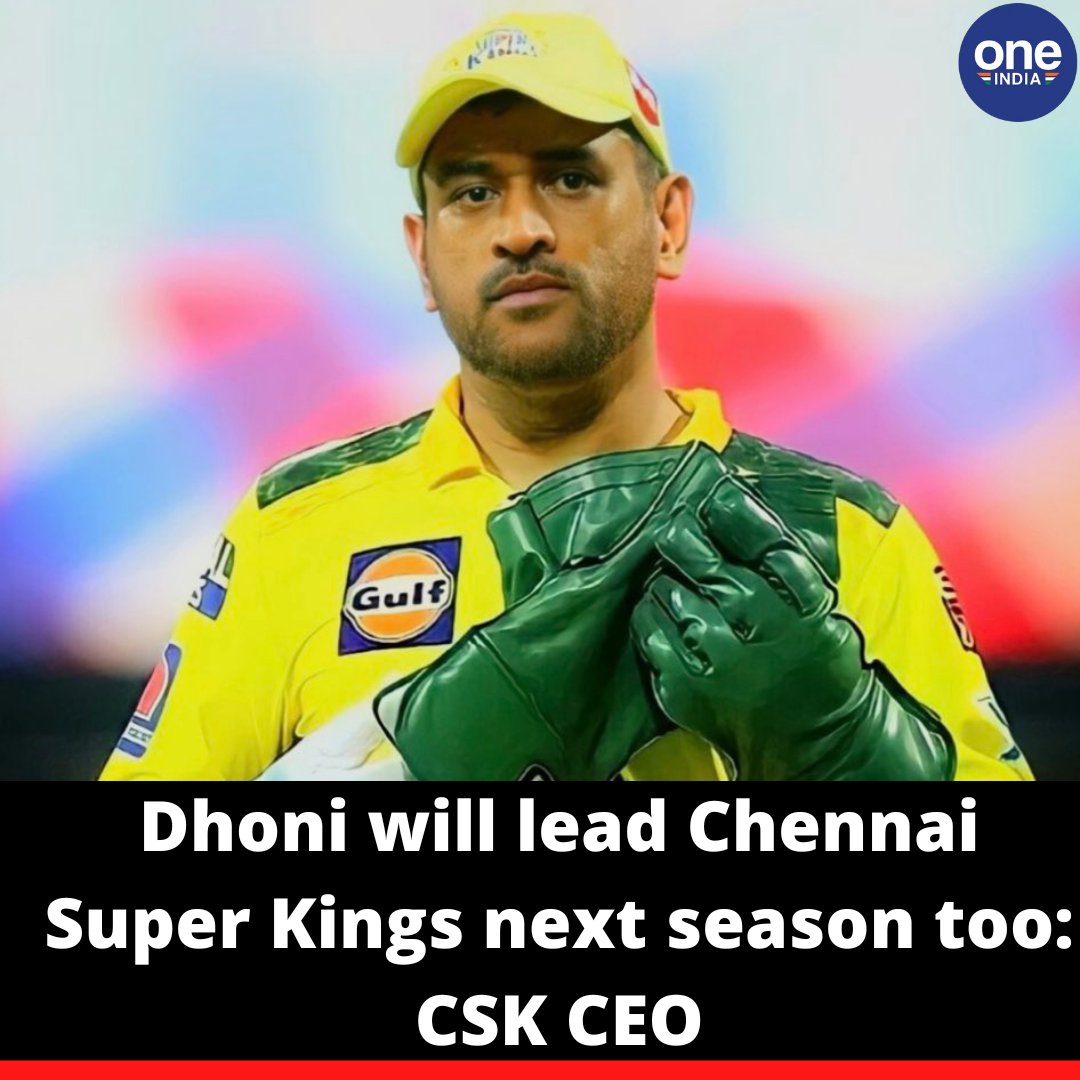 one
INDIA
Gulf
Dhoni will lead Chennai
Super Kings next season too:
CSK CEO